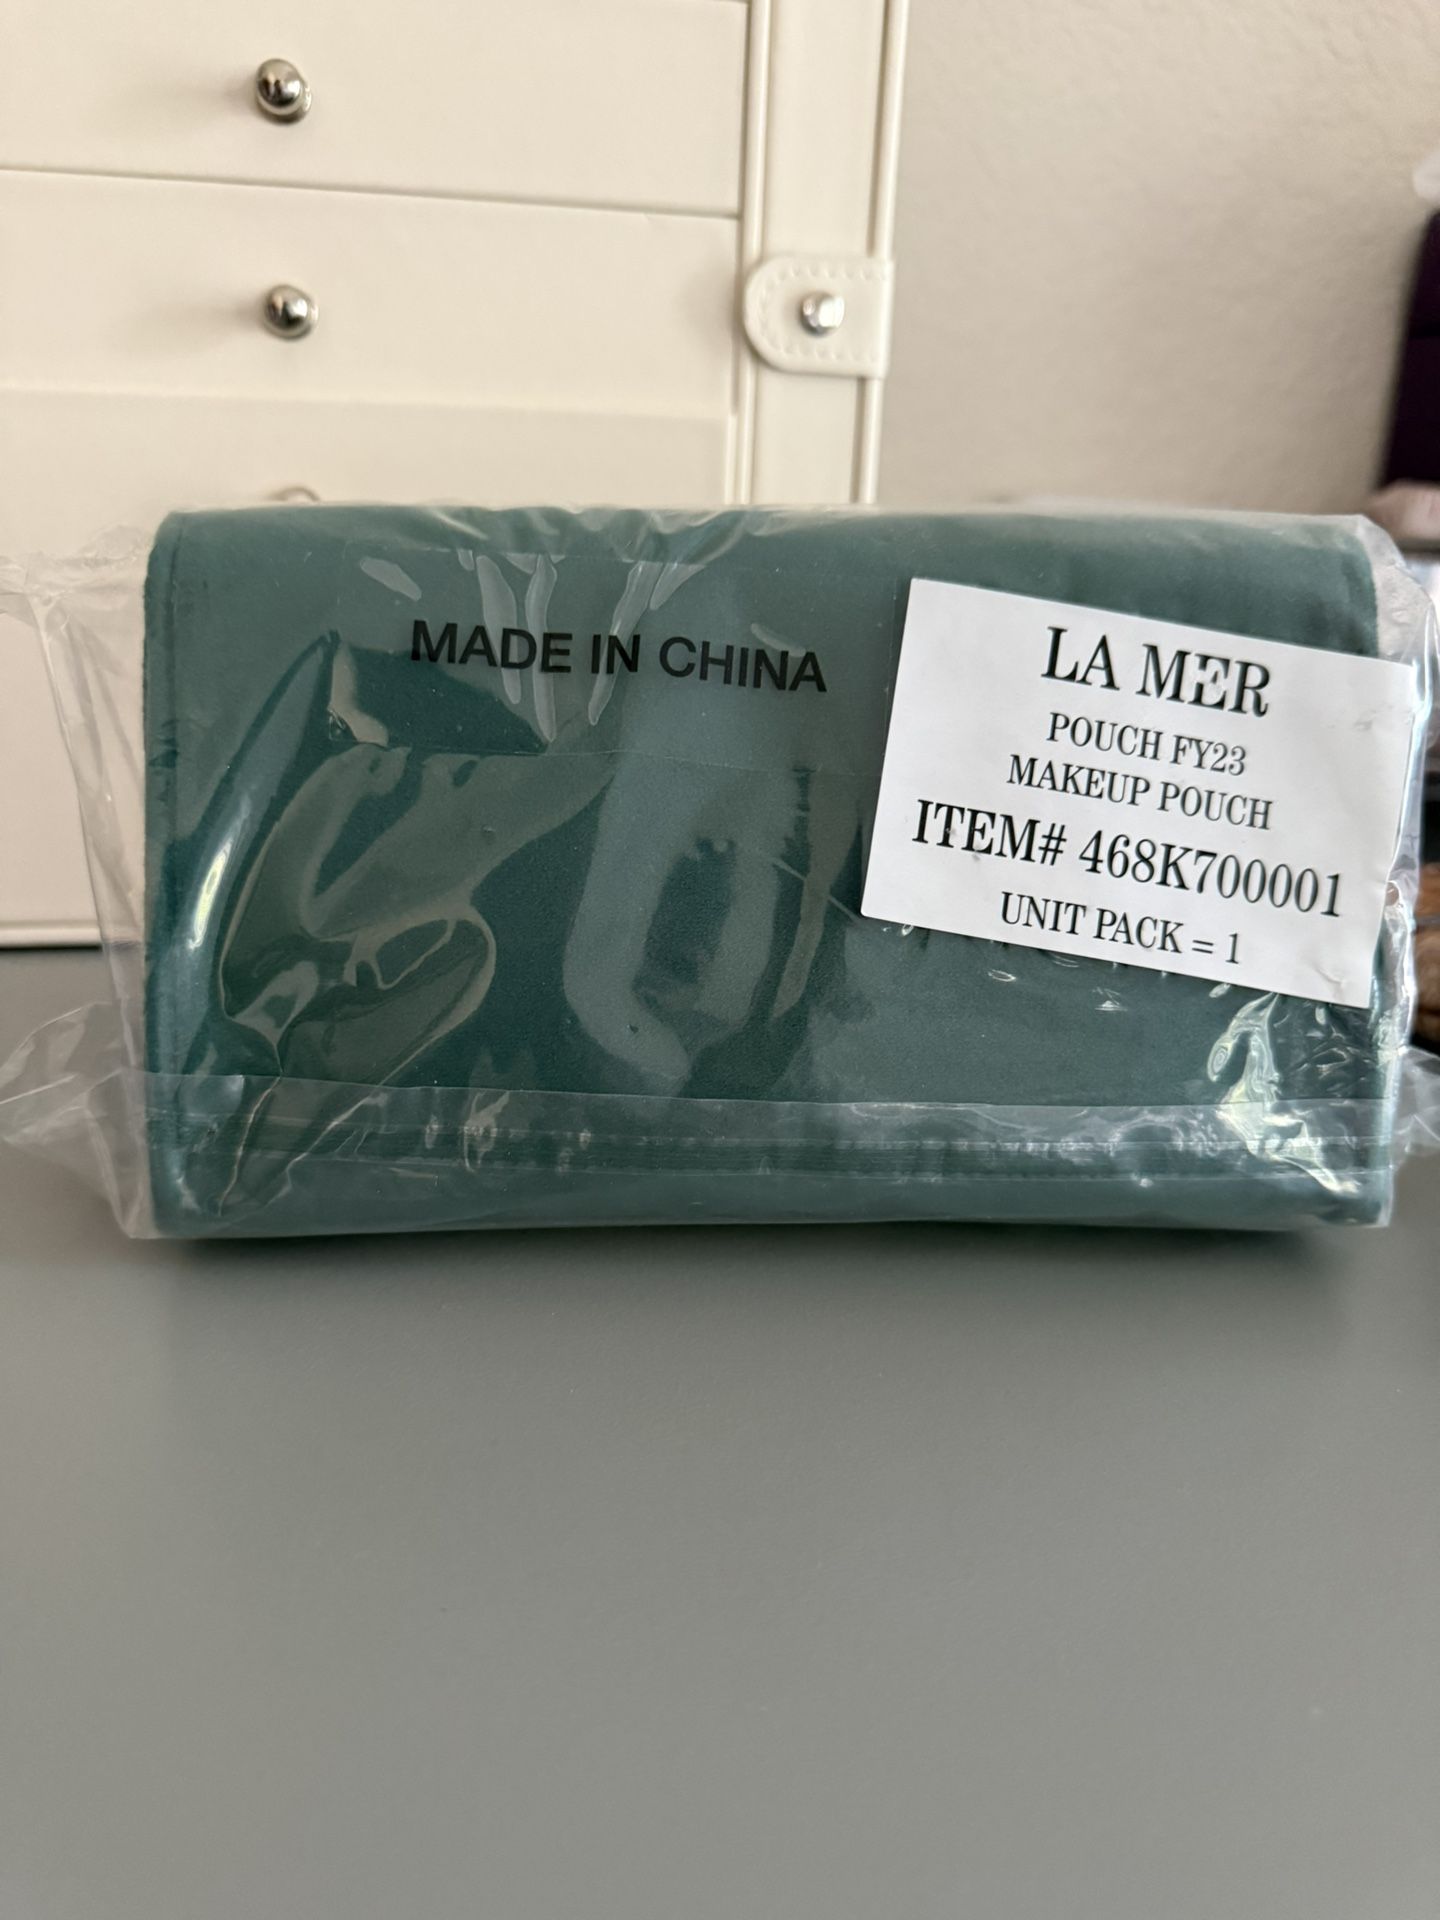 MADE IN CHINA
LA MER
POUCH FY23
MAKEUP POUCH
ITEM# 468K700001
UNIT PACK = 1